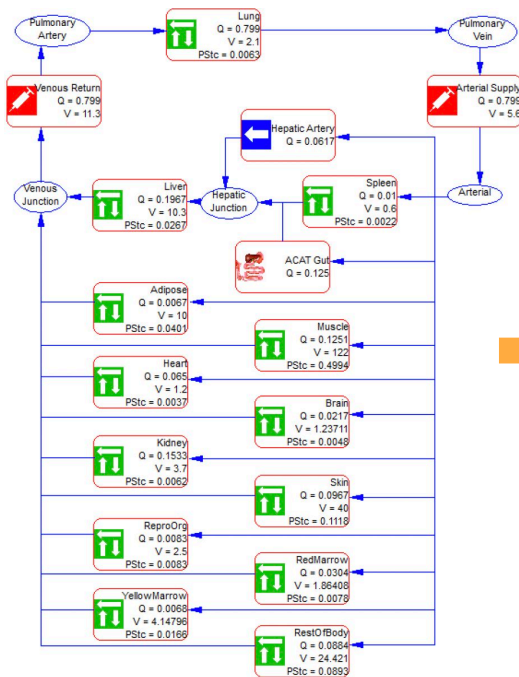 Pulmonary
Artery
Lung
Q = 0.799
V = 2.1
PStc = 0.0063
Pulmonary
Vein
Venous Return
Q = 0.799
V = 11.3
Arterial Supply
Q = 0.799
V = 5.6
Hepatic Artery
Q = 0.0617
Venous
Junction
Liver
Q = 0.1967
V = 10.3
PStc = 0.0267
Hepatic
Junction
Spleen
Q = 0.01
V = 0.6
PStc = 0.0022
Arterial
ACAT Gut
Q = 0.125
Adipose
Q = 0.0067
V = 10
PStc = 0.0401
Muscle
Q = 0.1251
V = 122
PStc = 0.4994
Heart
Q = 0.065
V = 1.2
PStc = 0.0037
Brain
Q = 0.0217
V = 1.23711
PStc = 0.0048
Kidney
Q = 0.1533
V = 3.7
PStc = 0.0062
Skin
Q = 0.0967
V = 40
PStc = 0.1118
ReproOrg
Q = 0.0083
V = 2.5
PStc = 0.0083
RedMarrow
Q = 0.0304
V = 1.86408
PStc = 0.0078
YellowMarrow
Q = 0.0068
V = 4.14796
PStc = 0.0166
RestOfBody
Q = 0.0884
V = 24.421
PStc = 0.0893